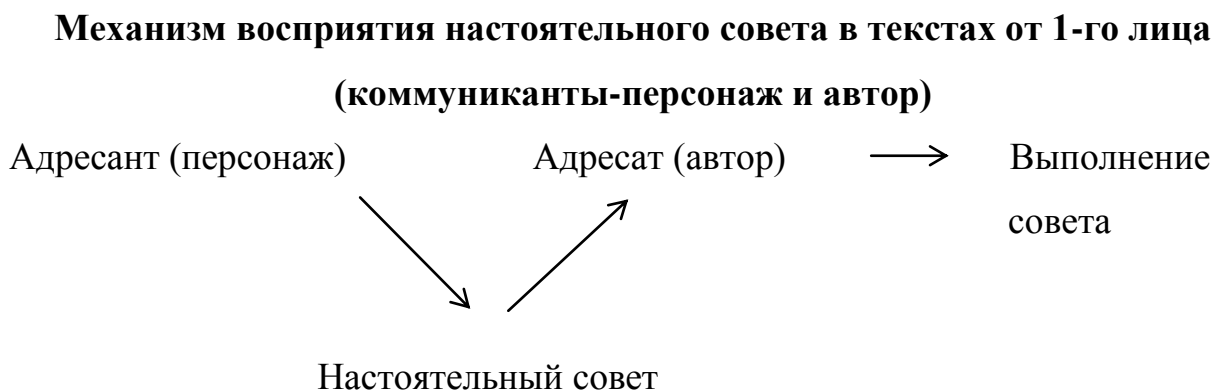 Механизм восприятия настоятельного совета в текстах от 1-го лица
(коммуниканты-персонаж и автор)
Адресант (персонаж) Адресат (автор) Выполнение
совета
Настоятельный совет